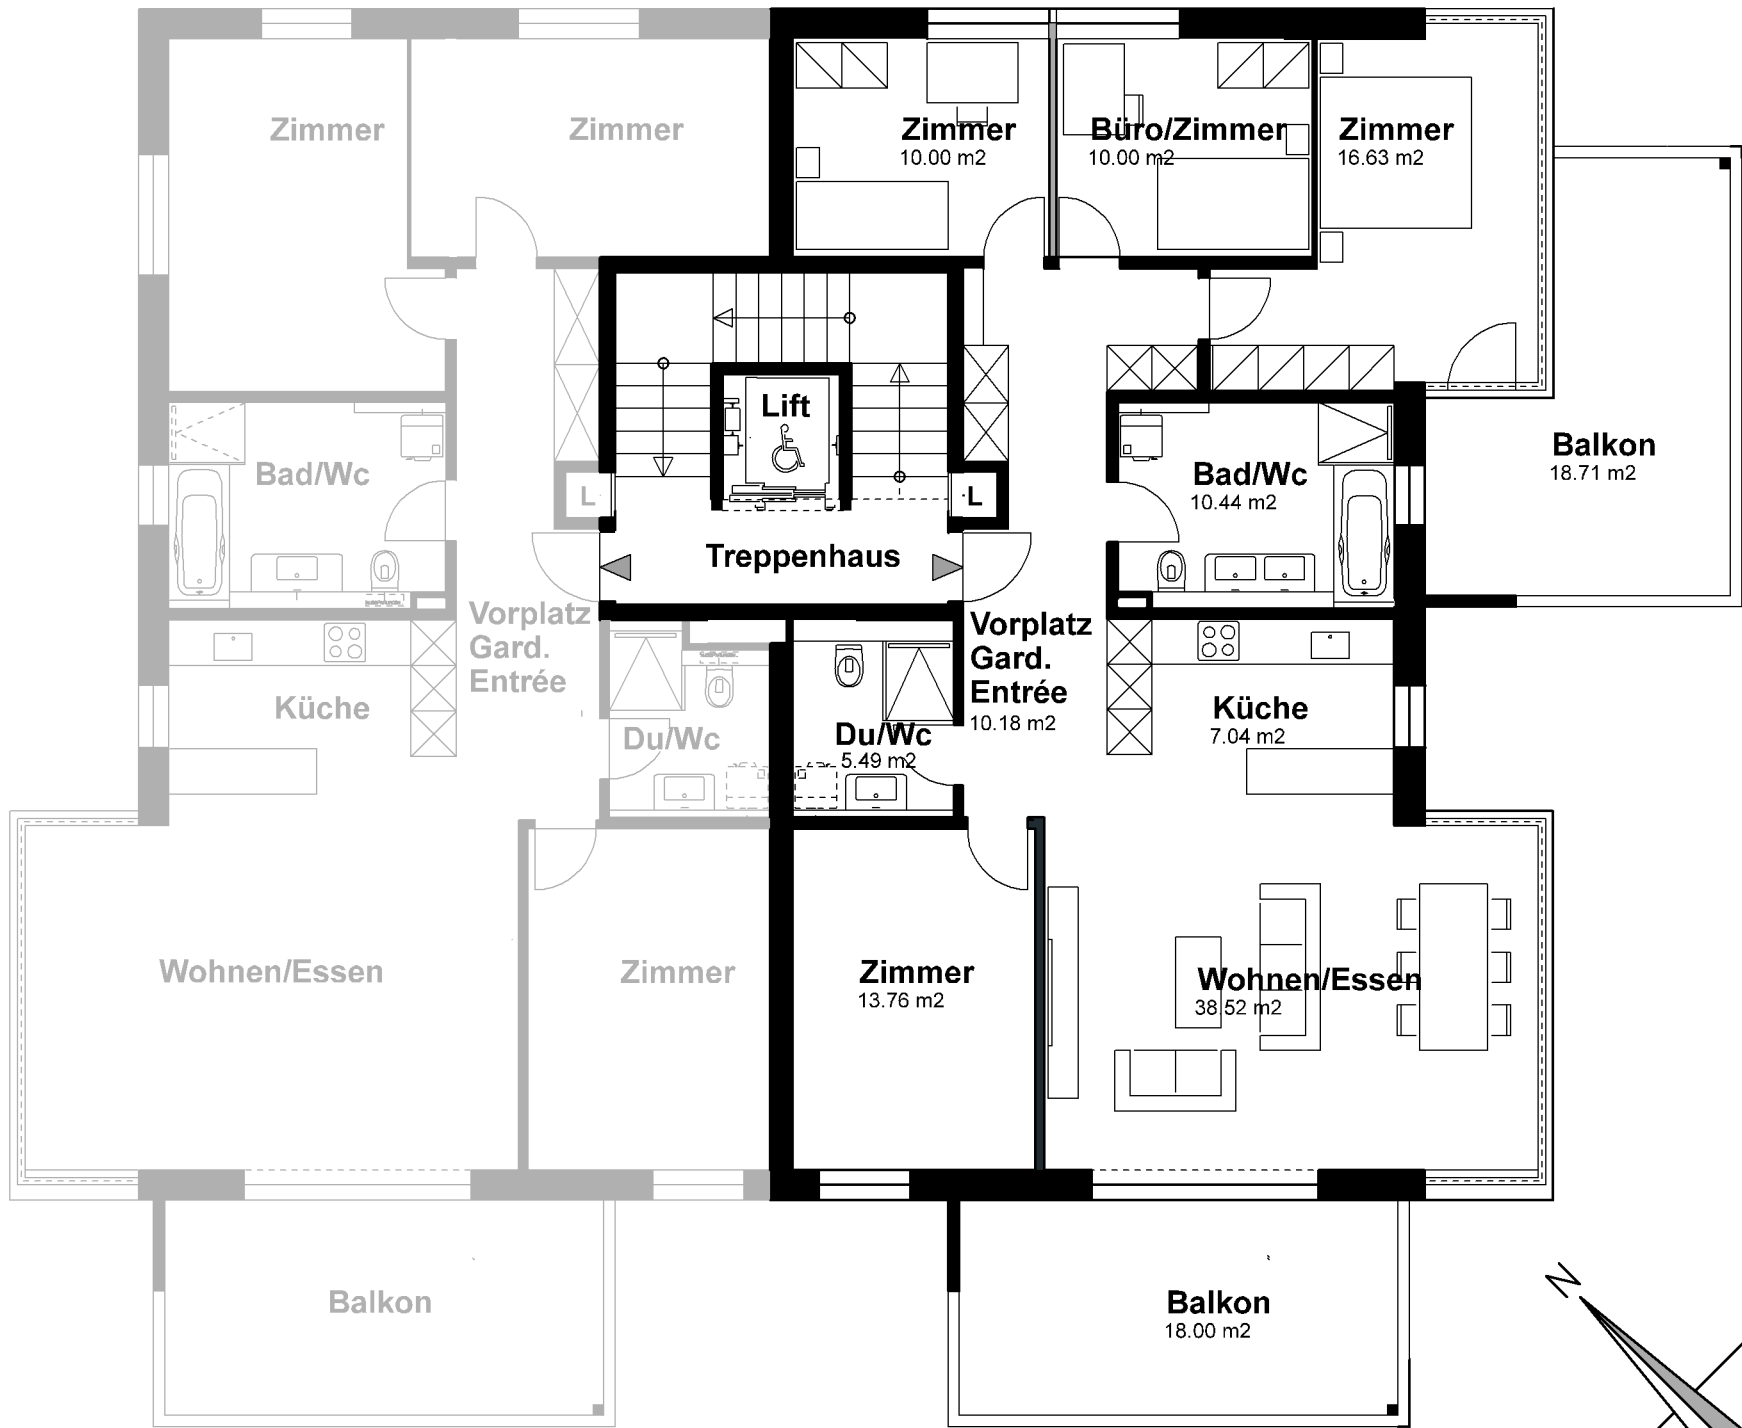 Zimmer
Zimmer
Zimmer
10.00 m2
Büro/Zimmer
10.00 m2
Zimmer
16.63 m2
Lift
Balkon
18.71 m2
Bad/Wc
Bad/Wc
10.44 m2
L
L
Treppenhaus
Vorplatz
Gard.
Entrée
Vorplatz
Gard.
Entrée
10.18 m2
Küche
Du/Wc
Du/Wc
5.49 m2
Küche
7.04 m2
Wohnen/Essen
Zimmer
Zimmer
13.76 m2
Wohnen/Essen
38.52 m2
Balkon
Balkon
18.00 m2
N